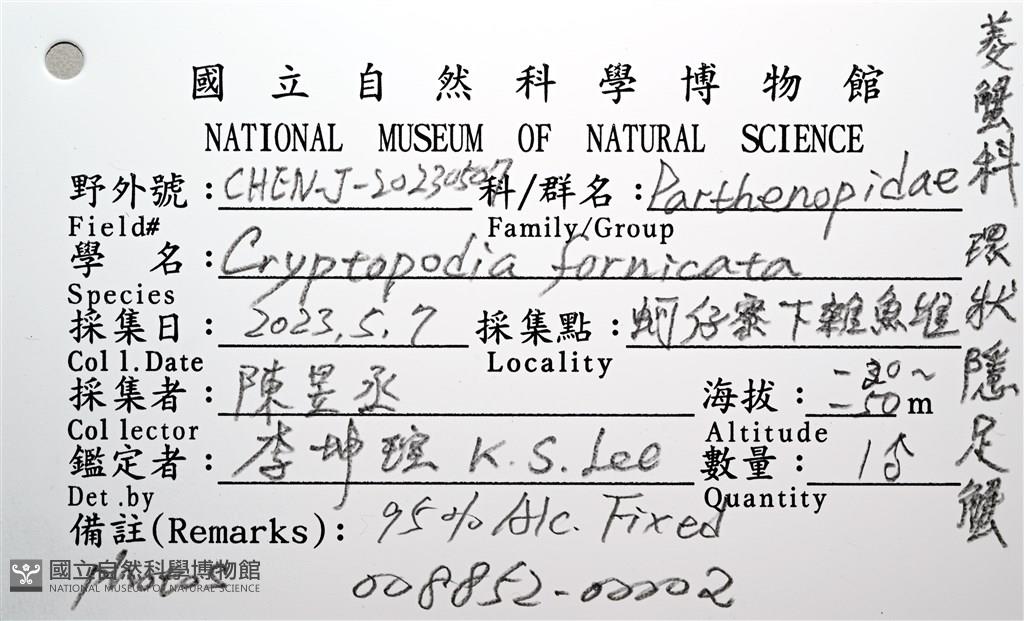 國立自然科學博物館
NATIONAL MUSEUM OF NATURAL SCIENCE
野外號：CHEN-J-20230507 科/群名：Parthenopidae
Field# Family/Group
學 名：Cryptopodia fornicata
Species
採集日：2023.5.7 採集點：蚵仔寮下雜魚堆
Coll.Date Locality
採集者：陳昱丞 海拔：-30~-50m
Collector Altitude
鑑定者：李坤瑄 K.S.Lee 數量：1♂
Det.by Quantity
備註(Remarks)：95% Alc. Fixed
photos 008852-00002
菱蟹科 環狀隱足蟹
國立自然科學博物館
NATIONAL MUSEUM OF NATURAL SCIENCE